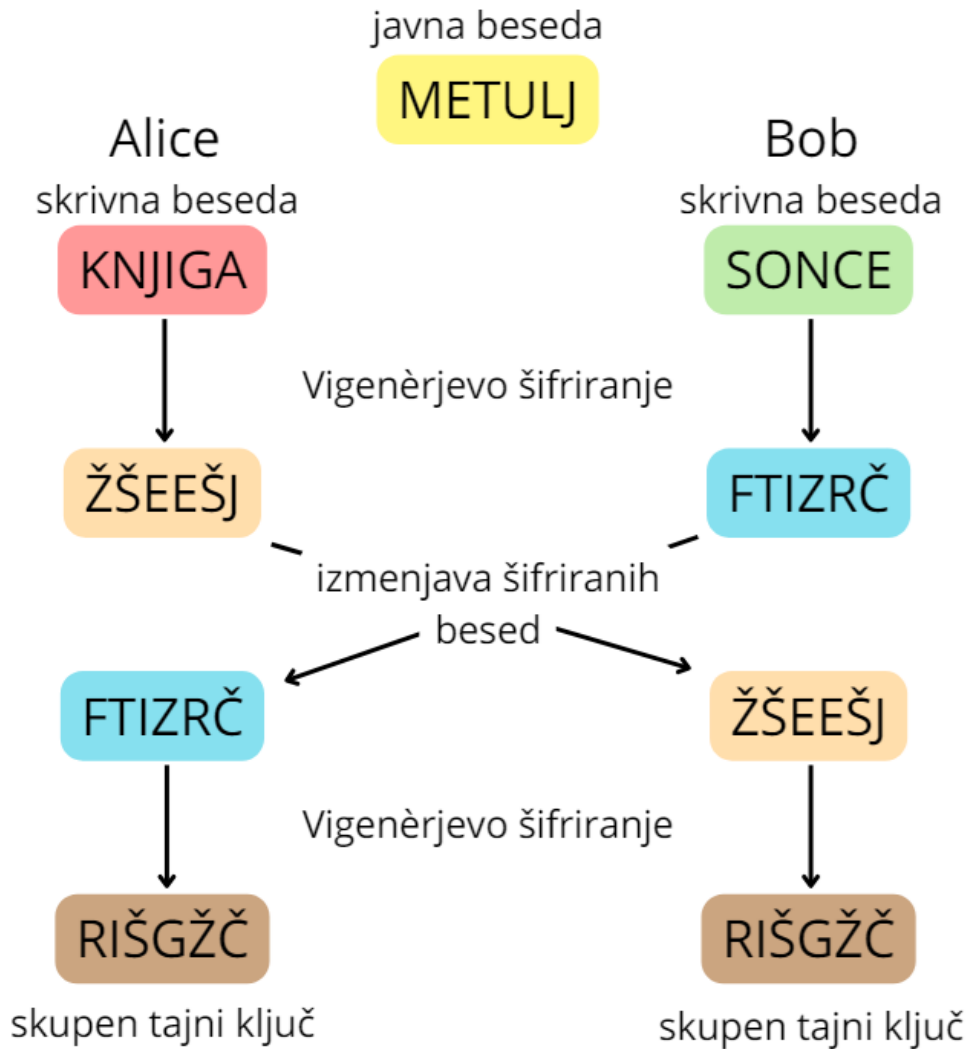 javna beseda
METULJ
Alice
Bob
skrivna beseda
skrivna beseda
KNJIGA
SONCE
Vigenèrjevo šifriranje
ŽŠEEŠJ
FTIZRČ
izmenjava šifriranih
besed
FTIZRČ
ŽŠEEŠJ
Vigenèrjevo šifriranje
RIŠGŽČ
RIŠGŽČ
skupen tajni ključ
skupen tajni ključ